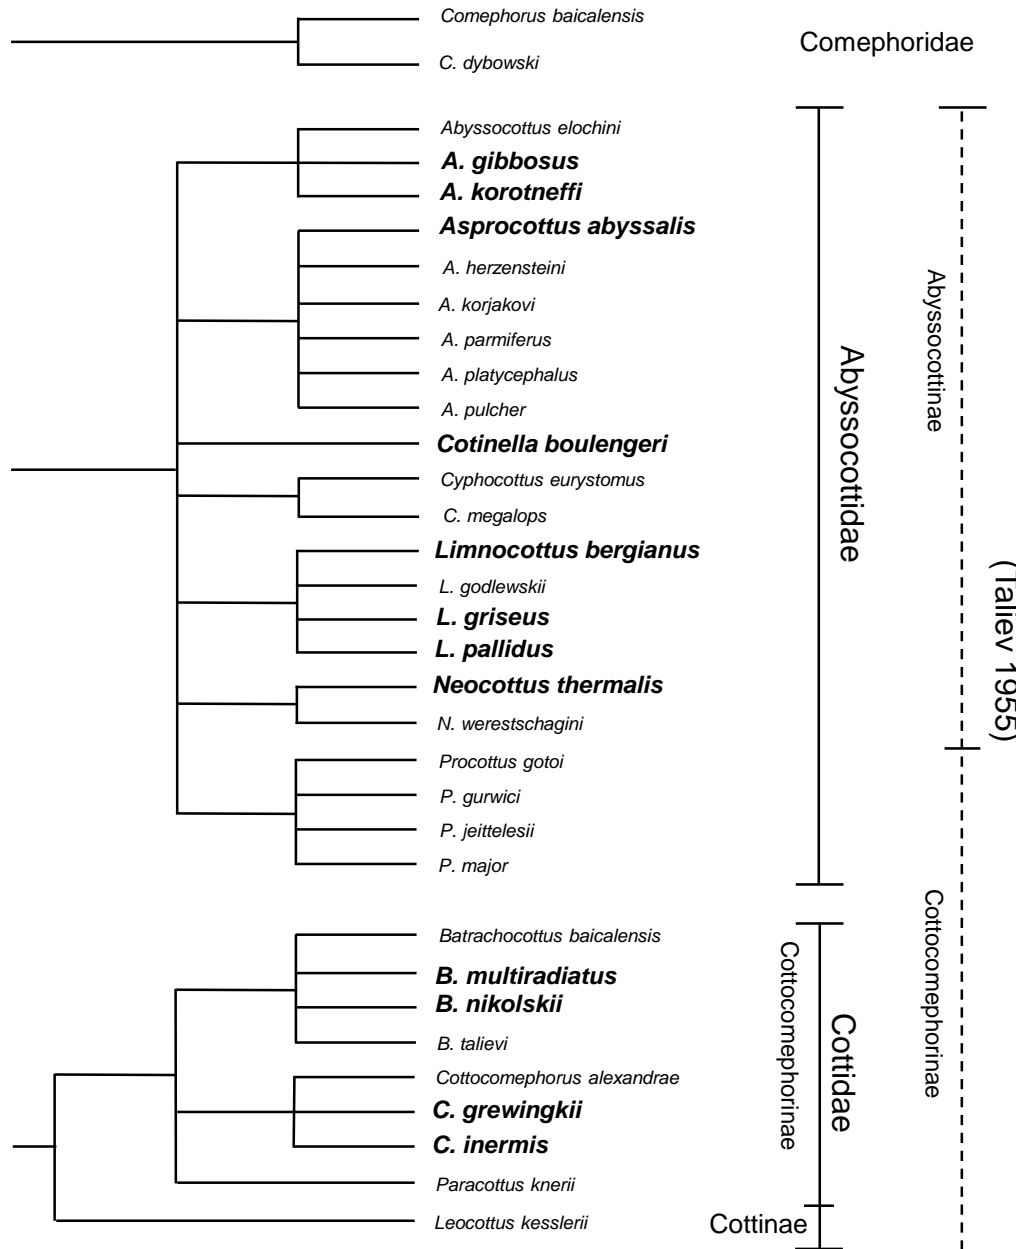 Comephorus baicalensis
C. dybowski
Comephoridae
Abyssocottus elochini
A. gibbosus
A. korotneffi
Asprocottus abyssalis
A. herzensteini
A. korjakovi
A. parmiferus
A. platycephalus
A. pulcher
Cotinella boulengeri
Cyphocottus eurystomus
C. megalops
Limnocottus bergianus
L. godlewskii
L. griseus
L. pallidus
Neocottus thermalis
N. werestschagini
Procottus gotoi
P. gurwici
P. jeittelesii
P. major
Abyssocottidae
Abyssocottinae
(Taliev 1955)
Batrachocottus baicalensis
B. multiradiatus
B. nikolskii
B. talievi
Cottocomephorus alexandrae
C. grewingkii
C. inermis
Paracottus knerii
Leocottus kesslerii
Cottocomephorinae
Cottidae
Cottocomephorinae
Cottinae